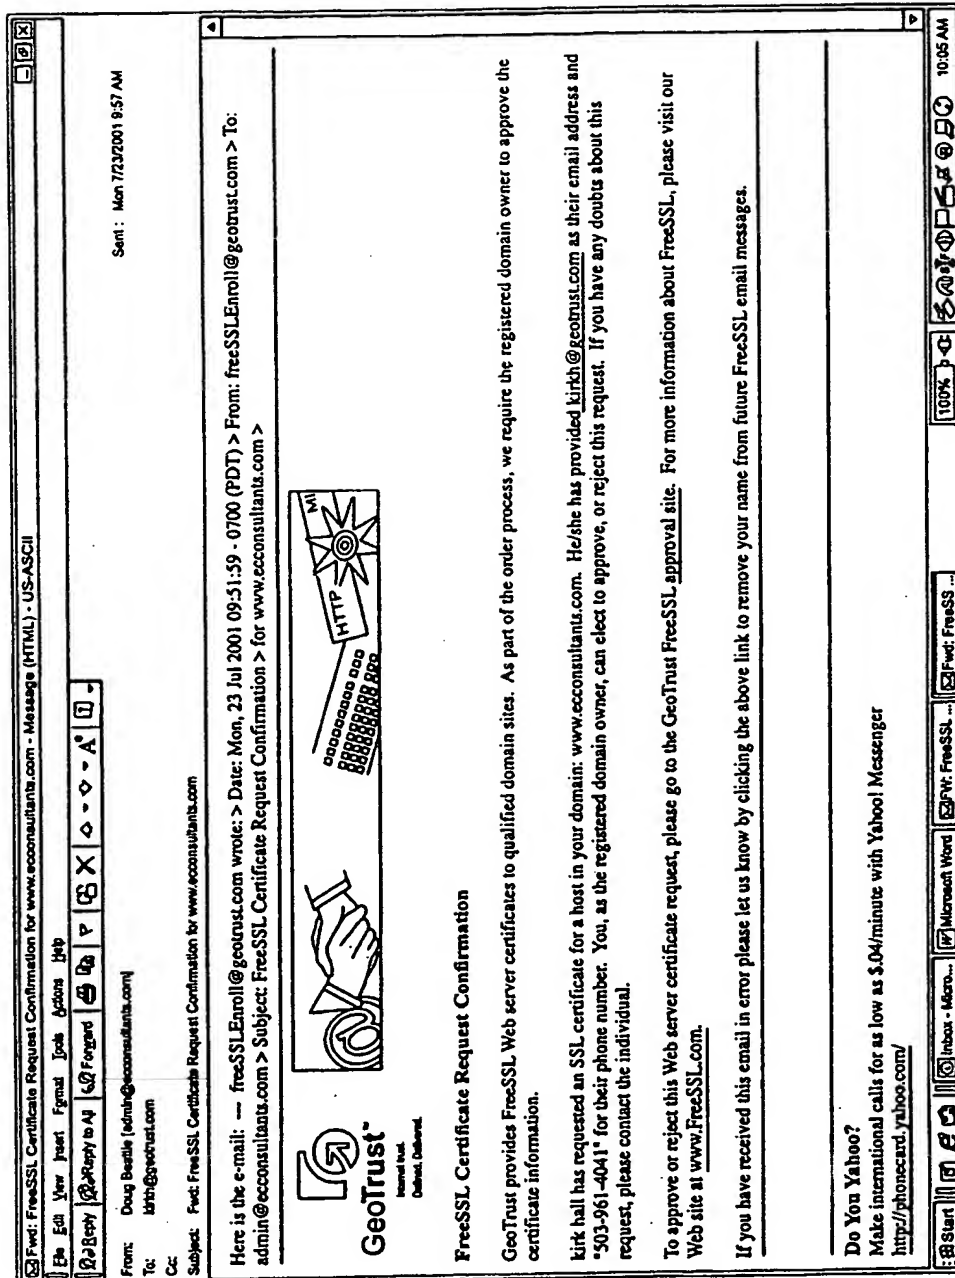 Fwd: FreeSSL Certificate Request Confirmation for www.ecconsultants.com - Message (HTML) - US-ASCII
File Edit View Insert Format Tools Actions Help
Reply Reply to All Forward
From: Doug Beattie [admin@ecconsultants.com]
Sent: Mon 7/23/2001 9:57 AM
To: kirkh@geotrust.com
Cc:
Subject: Fwd: FreeSSL Certificate Request Confirmation for www.ecconsultants.com
Here is the e-mail: --- freeSSLEnroll@geotrust.com wrote: > Date: Mon, 23 Jul 2001 09:51:59 - 0700 (PDT) > From: freeSSLEnroll@geotrust.com > To:
admin@ecconsultants.com > Subject: FreeSSL Certificate Request Confirmation > for www.ecconsultants.com >
GeoTrust™
Internet trust.
Defined. Delivered.
HTTP
MI
FreeSSL Certificate Request Confirmation
GeoTrust provides FreeSSL Web server certificates to qualified domain sites. As part of the order process, we require the registered domain owner to approve the
certificate information.
kirk hall has requested an SSL certificate for a host in your domain: www.ecconsultants.com. He/she has provided kirkh@geotrust.com as their email address and
"503-961-4041" for their phone number. You, as the registered domain owner, can elect to approve, or reject this request. If you have any doubts about this
request, please contact the individual.
To approve or reject this Web server certificate request, please go to the GeoTrust FreeSSL approval site. For more information about FreeSSL, please visit our
Web site at www.FreeSSL.com.
If you have received this email in error please let us know by clicking the above link to remove your name from future FreeSSL email messages.
Do You Yahoo?
Make international calls for as low as $.04/minute with Yahoo! Messenger
http://phonecard.yahoo.com/
Start Inbox - Micro... Microsoft Word FW: FreeSSL ... Fwd: FreeSS ... 100% 10:05 AM